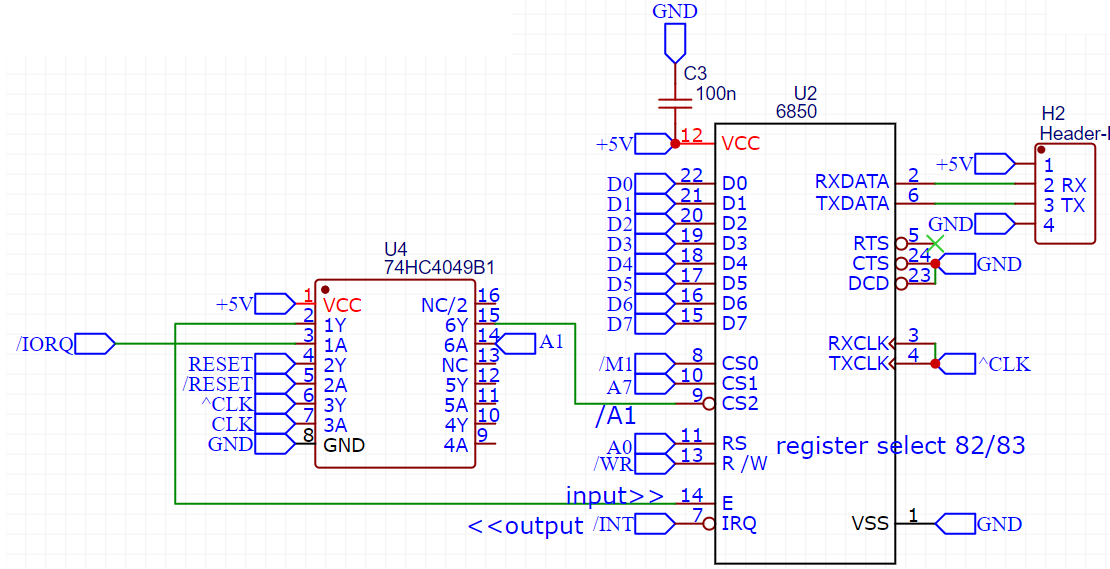 GND
C3
100n
+5V
12
VCC
U2
6850
D0
22
D0
D1
21
D1
D2
20
D2
D3
19
D3
D4
18
D4
D5
17
D5
D6
16
D6
D7
15
D7
/M1
8
CS0
A7
10
CS1
9
CS2
/A1
A0
11
RS
/WR
13
R /W
register select 82/83
input>>
14
E
<<output
/INT
7
IRQ
RXDATA
2
TXDATA
6
RTS
5
CTS
24
GND
DCD
23
RXCLK
3
TXCLK
4
^CLK
VSS
1
GND
H2
+5V
1
2 RX
3 TX
GND
4
U4
74HC4049B1
+5V
1
VCC
2
1Y
/IORQ
3
1A
RESET
4
2Y
/RESET
5
2A
^CLK
6
3Y
CLK
7
3A
GND
8
GND
NC/2
16
6Y
15
6A
14
A1
NC
13
5Y
12
5A
11
4Y
10
4A
9